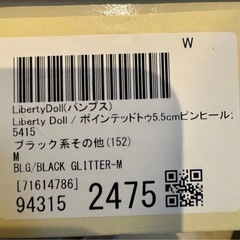 W
LibertyDoll(パンプス)
Liberty Doll / ポインテッドトゥ5.5cmピンヒール
5415
ブラック系その他(152)
M
BLG/BLACK GLITTER-M
[71614786]
94315 2475